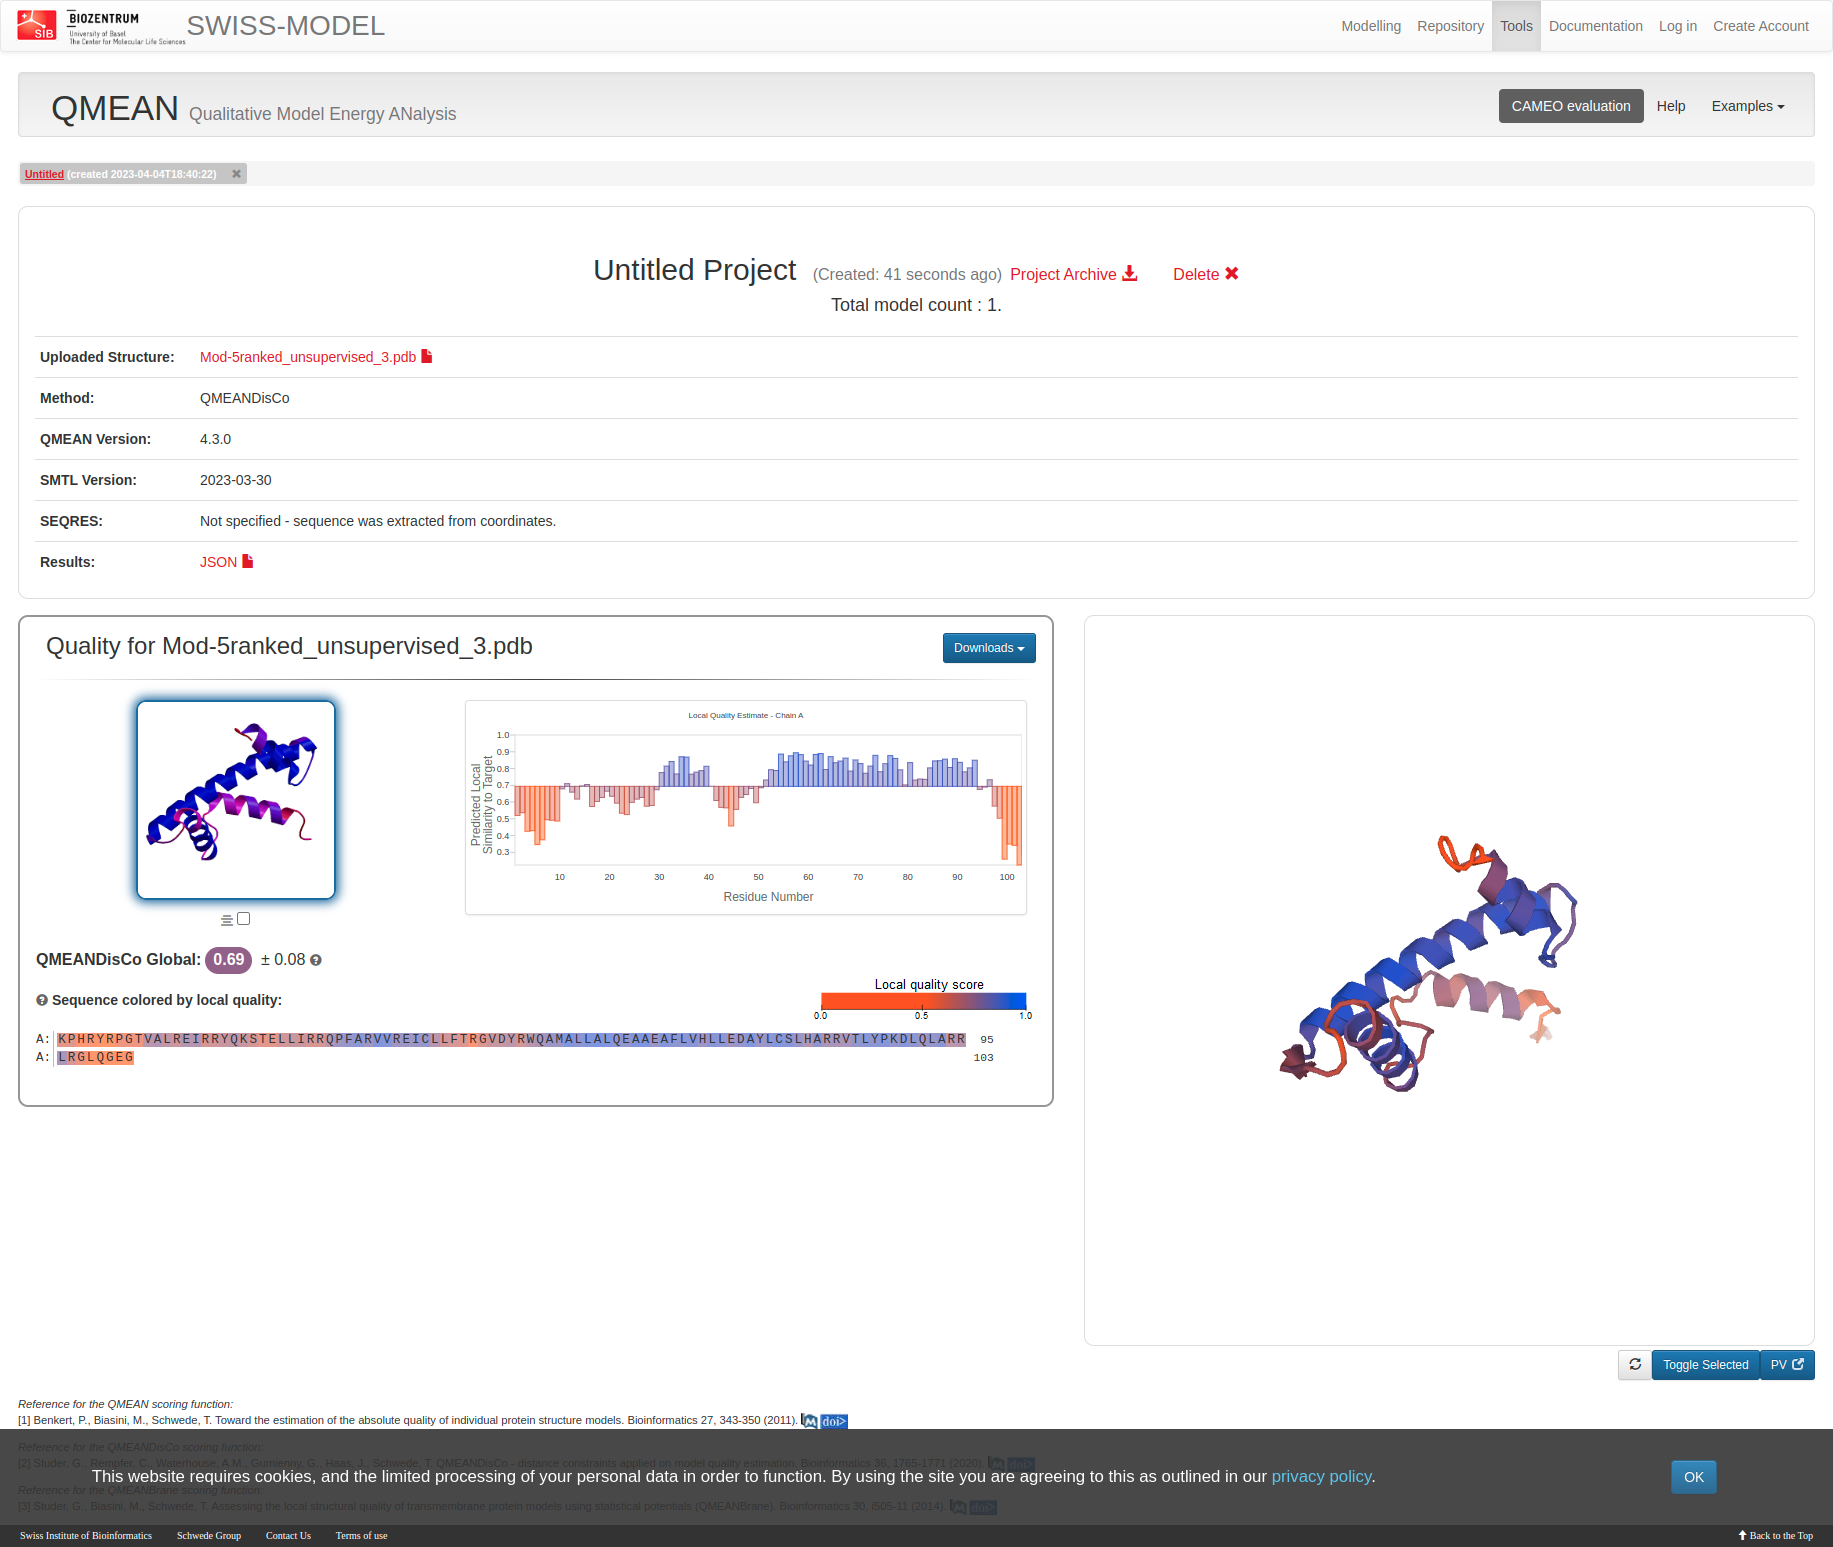 SIB
BIOZENTRUM
University of Basel
The Center for Molecular Life Sciences
SWISS-MODEL
Modelling Repository Tools Documentation Log in Create Account
QMEAN Qualitative Model Energy ANalysis
CAMEO evaluation Help Examples
Untitled (created 2023-04-04T18:40:22)
Untitled Project (Created: 41 seconds ago) Project Archive Delete
Total model count : 1.
Uploaded Structure: Mod-5ranked_unsupervised_3.pdb
Method: QMEANDisCo
QMEAN Version: 4.3.0
SMTL Version: 2023-03-30
SEQRES: Not specified - sequence was extracted from coordinates.
Results: JSON
Quality for Mod-5ranked_unsupervised_3.pdb
Downloads
Local Quality Estimate - Chain A
Predicted Local
Similarity to Target
1.0
0.9
0.8
0.7
0.6
0.5
0.4
0.3
10 20 30 40 50 60 70 80 90 100
Residue Number
QMEANDisCo Global: 0.69 ± 0.08
Sequence colored by local quality:
Local quality score
0.0 0.5 1.0
A: KPHRYRPGTVALREIRRYQKSTELLIRRQPFARVVREICLLFTRGVDYRWQAMALLALQEAAEAFLVHLLEDAYLCSLHARRVTLYPKDLQLARR 95
A: LRGLQGEG 103
Toggle Selected
PV
Reference for the QMEAN scoring function:
[1] Benkert, P., Biasini, M., Schwede, T. Toward the estimation of the absolute quality of individual protein structure models. Bioinformatics 27, 343-350 (2011). M doi>
Reference for the QMEANDisCo scoring function:
[2] Studer, G., Rempfer, C., Waterhouse, A.M., Gumienny, G., Haas, J., Schwede, T. QMEANDisCo - distance constraints applied on model quality estimation. Bioinformatics 36, 1765-1771 (2020). M doi>
This website requires cookies, and the limited processing of your personal data in order to function. By using the site you are agreeing to this as outlined in our privacy policy. OK
Reference for the QMEANBrane scoring function:
[3] Studer, G., Biasini, M., Schwede, T. Assessing the local structural quality of transmembrane protein models using statistical potentials (QMEANBrane). Bioinformatics 30, i505-11 (2014). M doi>
Swiss Institute of Bioinformatics Schwede Group Contact Us Terms of use Back to the Top